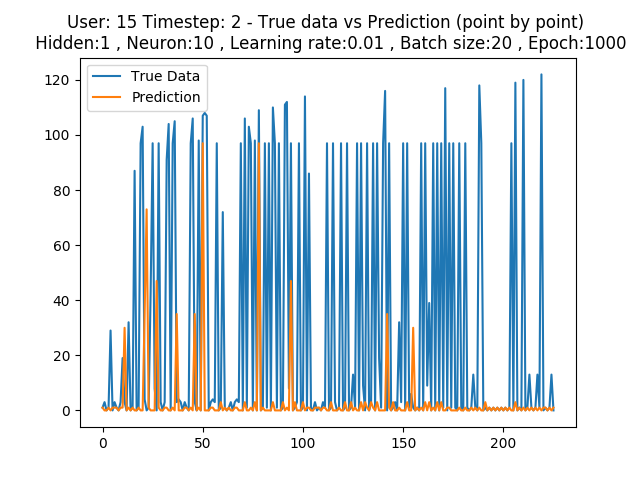 User: 15 Timestep: 2 - True data vs Prediction (point by point)
Hidden:1 , Neuron:10 , Learning rate:0.01 , Batch size:20 , Epoch:1000
True Data
Prediction
120
100
80
60
40
20
0
0 50 100 150 200